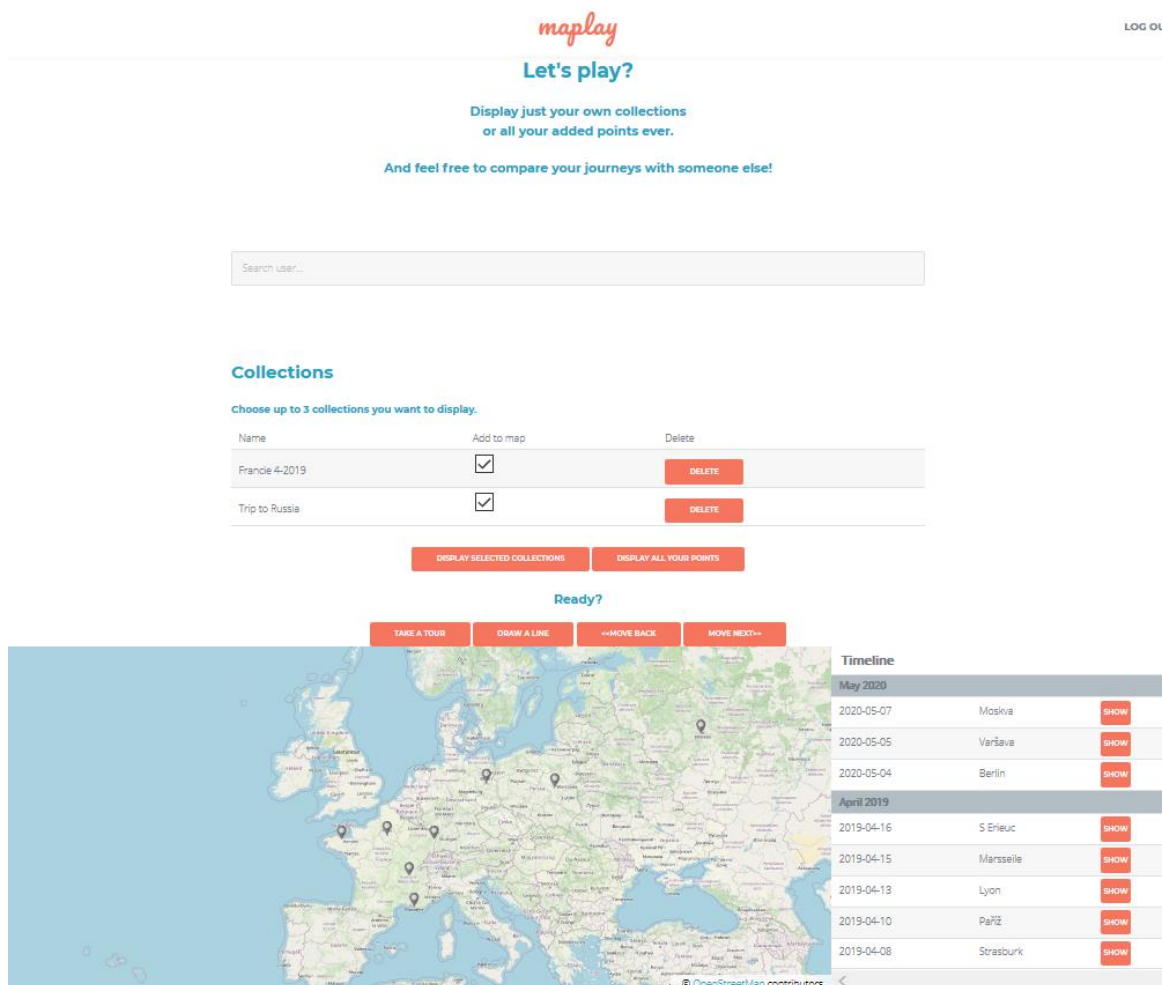 maplay
LOG OU
Let's play?
Display just your own collections
or all your added points ever.
And feel free to compare your journeys with someone else!
Search user...
Collections
Choose up to 3 collections you want to display.
Name Add to map Delete
Francie 4-2019 DELETE
Trip to Russia DELETE
DISPLAY SELECTED COLLECTIONS DISPLAY ALL YOUR POINTS
Ready?
TAKE A TOUR DRAW A LINE <<MOVE BACK MOVE NEXT>>
Timeline
May 2020
2020-05-07 Moskva SHOW
2020-05-05 Varšava SHOW
2020-05-04 Berlin SHOW
April 2019
2019-04-16 S Erieuc SHOW
2019-04-15 Marsseile SHOW
2019-04-13 Lyon SHOW
2019-04-10 Paříž SHOW
2019-04-08 Strasburk SHOW
© OpenStreetMap contributors